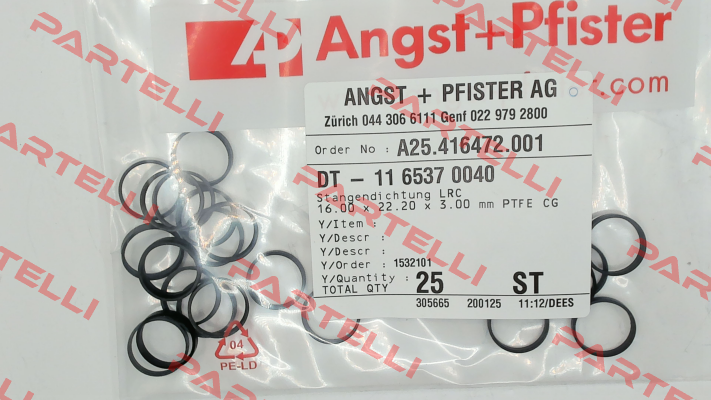 AP Angst+Pfister
.com
ANGST + PFISTER AG
Zürich 044 306 6111 Genf 022 979 2800
Order No : A25.416472.001
DT - 11 6537 0040
Stangendichtung LRC
16.00 x 22.20 x 3.00 mm PTFE CG
Y/Item :
Y/Descr :
Y/Descr :
Y/Order : 1532101
Y/Quantity :
TOTAL QTY 25 ST
305665 200125 11:12/DEES
04
PE-LD
PARTELLI
PARTELLI
PARTELLI
PARTELLI
PARTELLI
PARTELLI